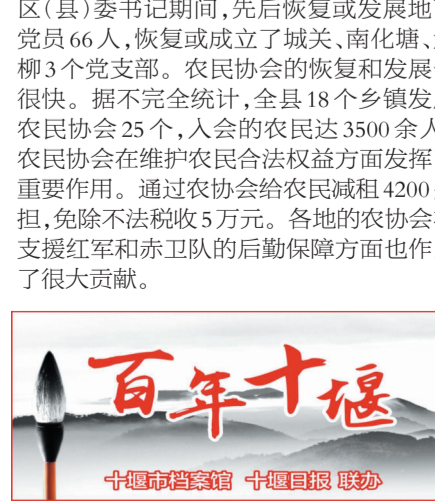 区(县)委书记期间,先后恢复或发展地
党员66人,恢复或成立了城关、南化塘、
柳3个党支部。农民协会的恢复和发展
很快。据不完全统计,全县18个乡镇发
农民协会25个,入会的农民达3500余人
农民协会在维护农民合法权益方面发挥
重要作用。通过农协会给农民减租4200
担,免除不法税收5万元。各地的农协会
支援红军和赤卫队的后勤保障方面也作
了很大贡献。
百年十堰
十堰市档案馆 十堰日报 联办